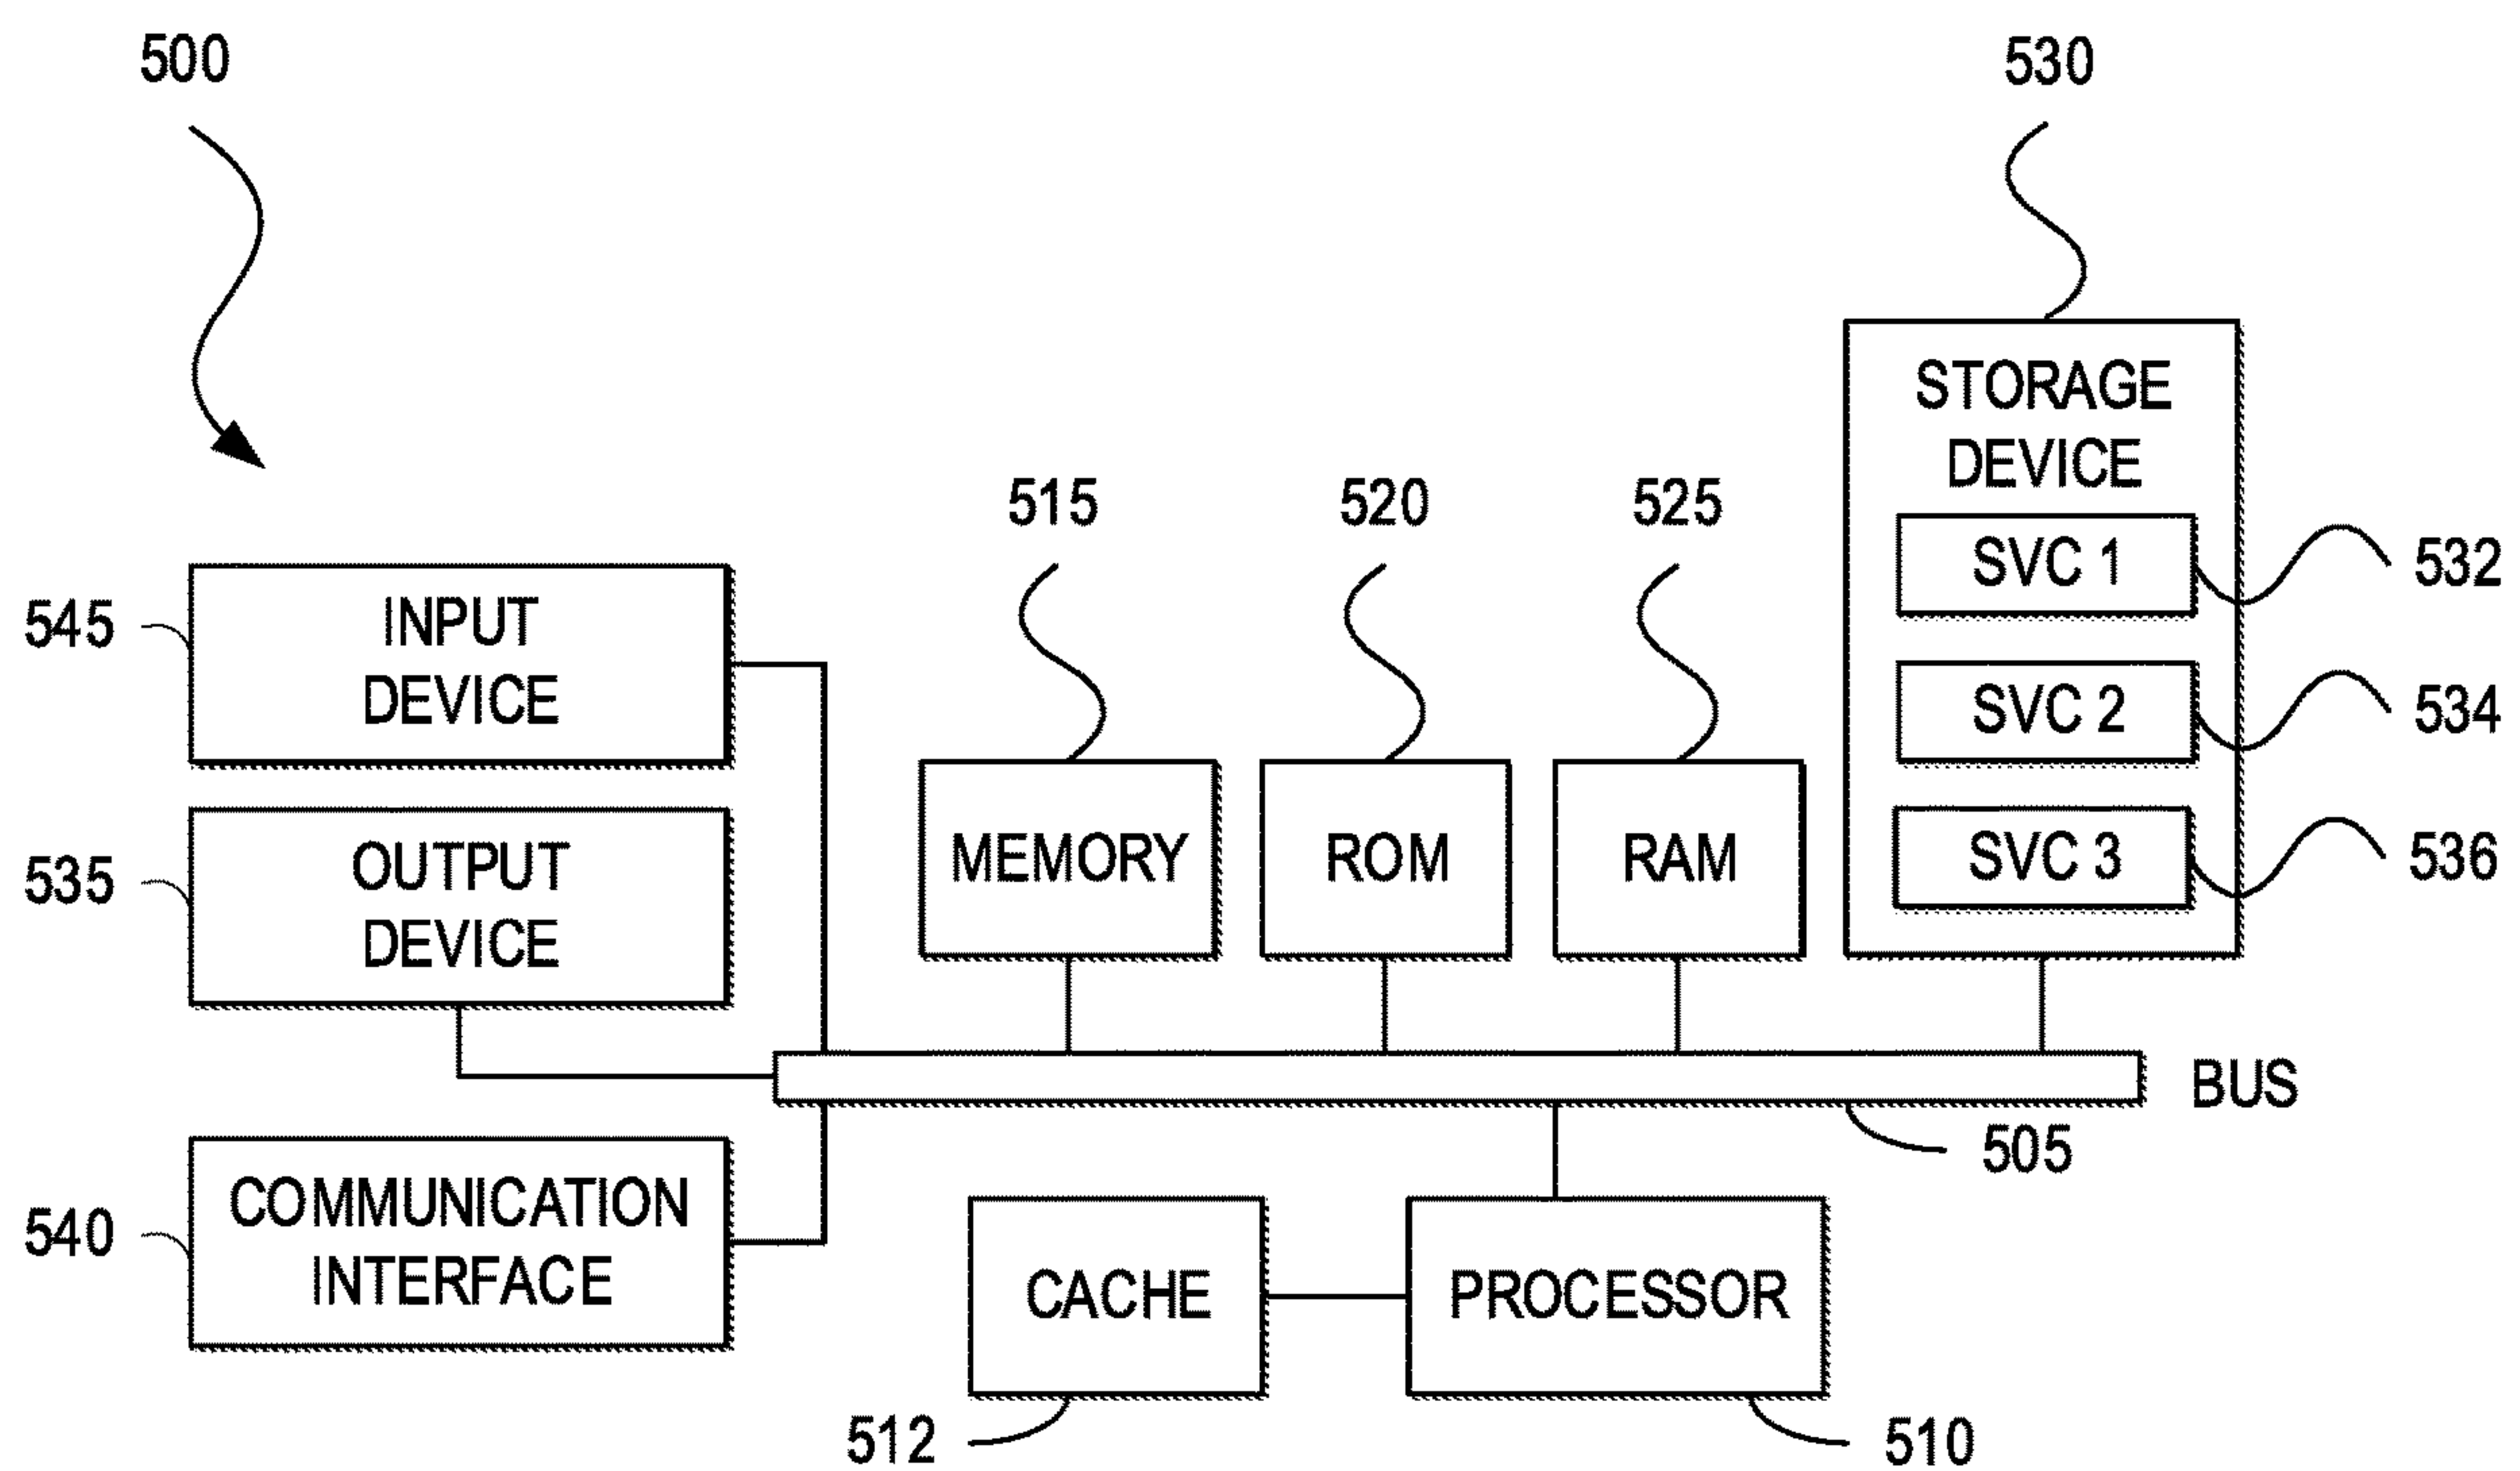 500
530
STORAGE
DEVICE
515
520
525
SVC 1
532
545
INPUT
DEVICE
SVC 2
534
535
OUTPUT
DEVICE
MEMORY
ROM
RAM
SVC 3
536
BUS
505
540
COMMUNICATION
INTERFACE
CACHE
PROCESSOR
512
510